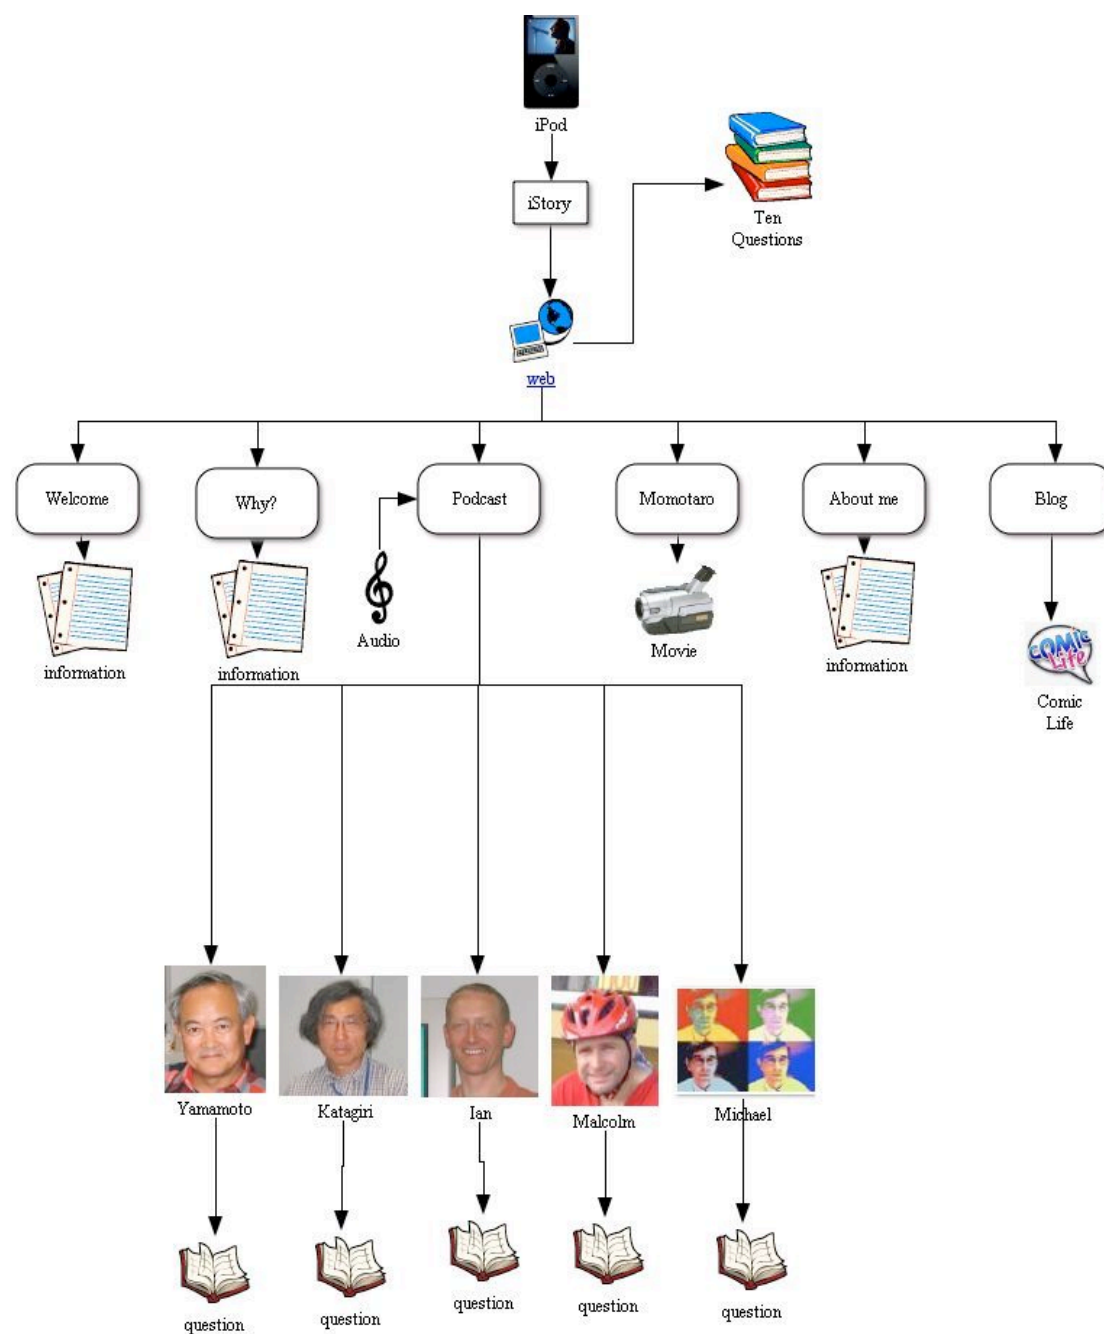 iPod
iStory
Ten
Questions
web
Welcome
Why?
Podcast
Momotaro
About me
Blog
information
information
Audio
Movie
information
COMIC
Life
Comic
Life
Yamamoto
Katagiri
Ian
Malcolm
Michael
question
question
question
question
question